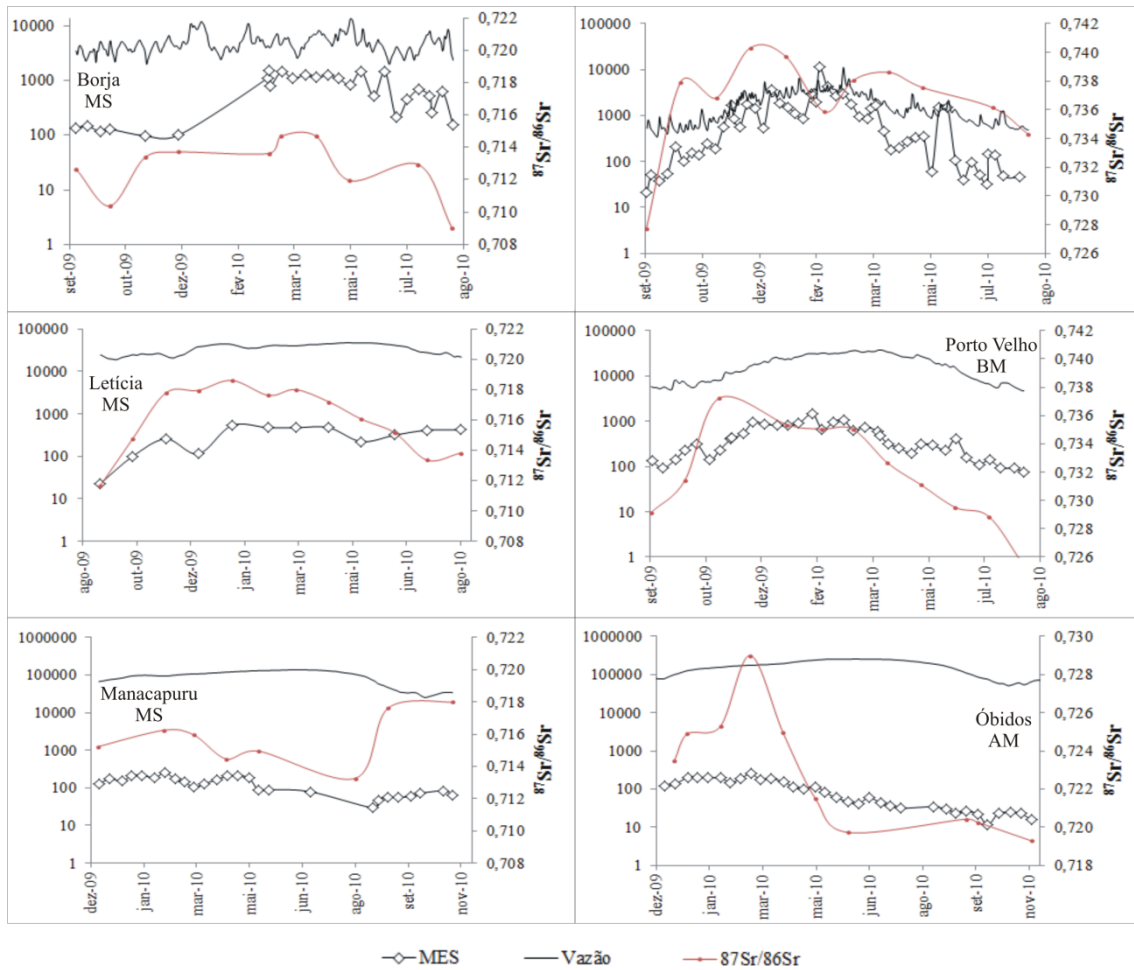 10000
1000
100
10
1
Borja
MS
0,722
0,720
0,718
0,716
0,714
0,712
0,710
0,708
87Sr/86Sr
set-09
out-09
dez-09
fev-10
mar-10
mai-10
jul-10
ago-10
100000
10000
1000
100
10
1
0,742
0,740
0,738
0,736
0,734
0,732
0,730
0,728
0,726
87Sr/86Sr
set-09
out-09
dez-09
fev-10
mar-10
mai-10
jul-10
ago-10
100000
10000
1000
100
10
1
Letícia
MS
0,722
0,720
0,718
0,716
0,714
0,712
0,710
0,708
87Sr/86Sr
ago-09
out-09
dez-09
jan-10
mar-10
mai-10
jun-10
ago-10
100000
10000
1000
100
10
1
Porto Velho
BM
0,742
0,740
0,738
0,736
0,734
0,732
0,730
0,728
0,726
87Sr/86Sr
set-09
out-09
dez-09
fev-10
mar-10
mai-10
jul-10
ago-10
1000000
100000
10000
1000
100
10
1
Manacapuru
MS
0,722
0,720
0,718
0,716
0,714
0,712
0,710
0,708
87Sr/86Sr
dez-09
jan-10
mar-10
mai-10
jun-10
ago-10
set-10
nov-10
1000000
100000
10000
1000
100
10
1
Óbidos
AM
0,730
0,728
0,726
0,724
0,722
0,720
0,718
87Sr/86Sr
dez-09
jan-10
mar-10
mai-10
jun-10
ago-10
set-10
nov-10
MES Vazão 87Sr/86Sr